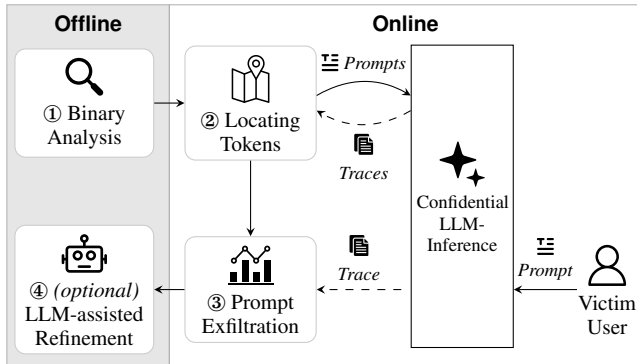 Offline
Online
① Binary
Analysis
② Locating
Tokens
Prompts
Traces
Confidential
LLM-
Inference
④ (optional)
LLM-assisted
Refinement
③ Prompt
Exfiltration
Trace
Prompt
Victim
User